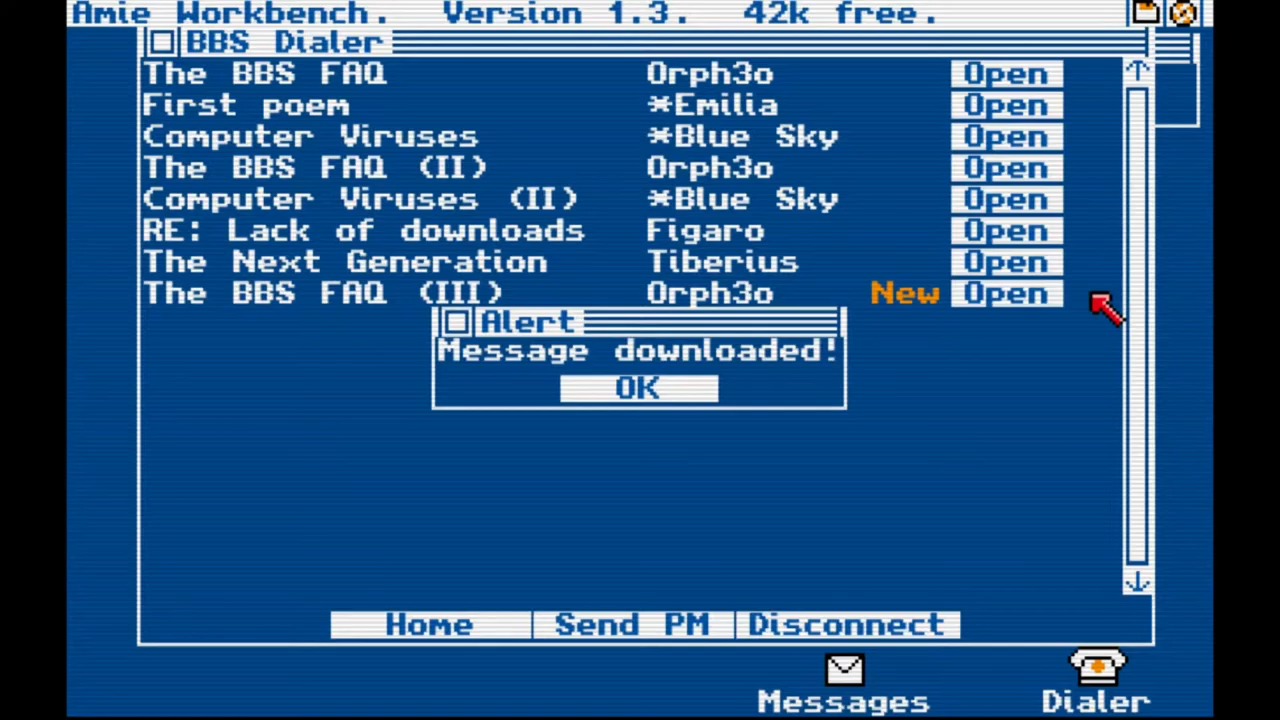 Amie Workbench. Version 1.3. 42k free.
BBS Dialer
The BBS FAQ 0rph3o Open
First poem *Emilia Open
Computer Viruses *Blue Sky Open
The BBS FAQ (II) 0rph3o Open
Computer Viruses (II) *Blue Sky Open
RE: Lack of downloads Figaro Open
The Next Generation Tiberius Open
The BBS FAQ (III) 0rph3o New Open
Alert
Message downloaded!
OK
Home Send PM Disconnect
Messages Dialer